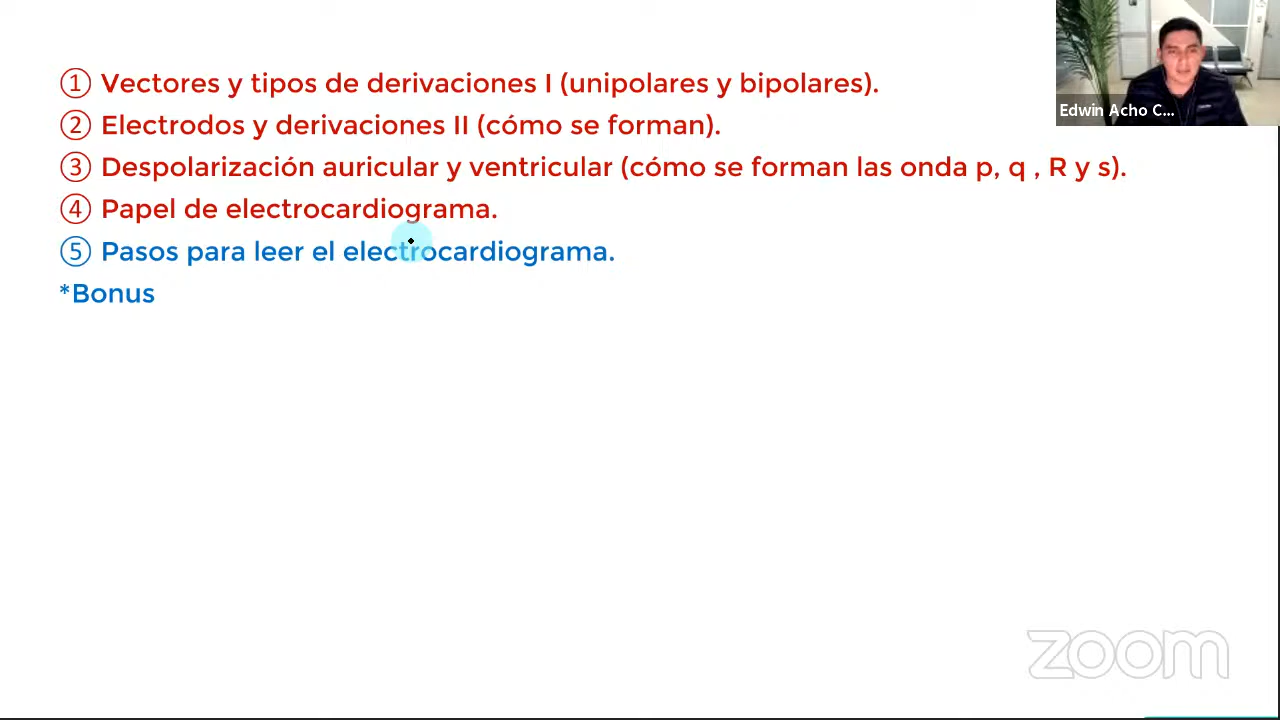 ① Vectores y tipos de derivaciones I (unipolares y bipolares).
② Electrodos y derivaciones II (cómo se forman).
③ Despolarización auricular y ventricular (cómo se forman las onda p, q , R y s).
④ Papel de electrocardiograma.
⑤ Pasos para leer el electrocardiograma.
*Bonus
Edwin Acho C...
zoom